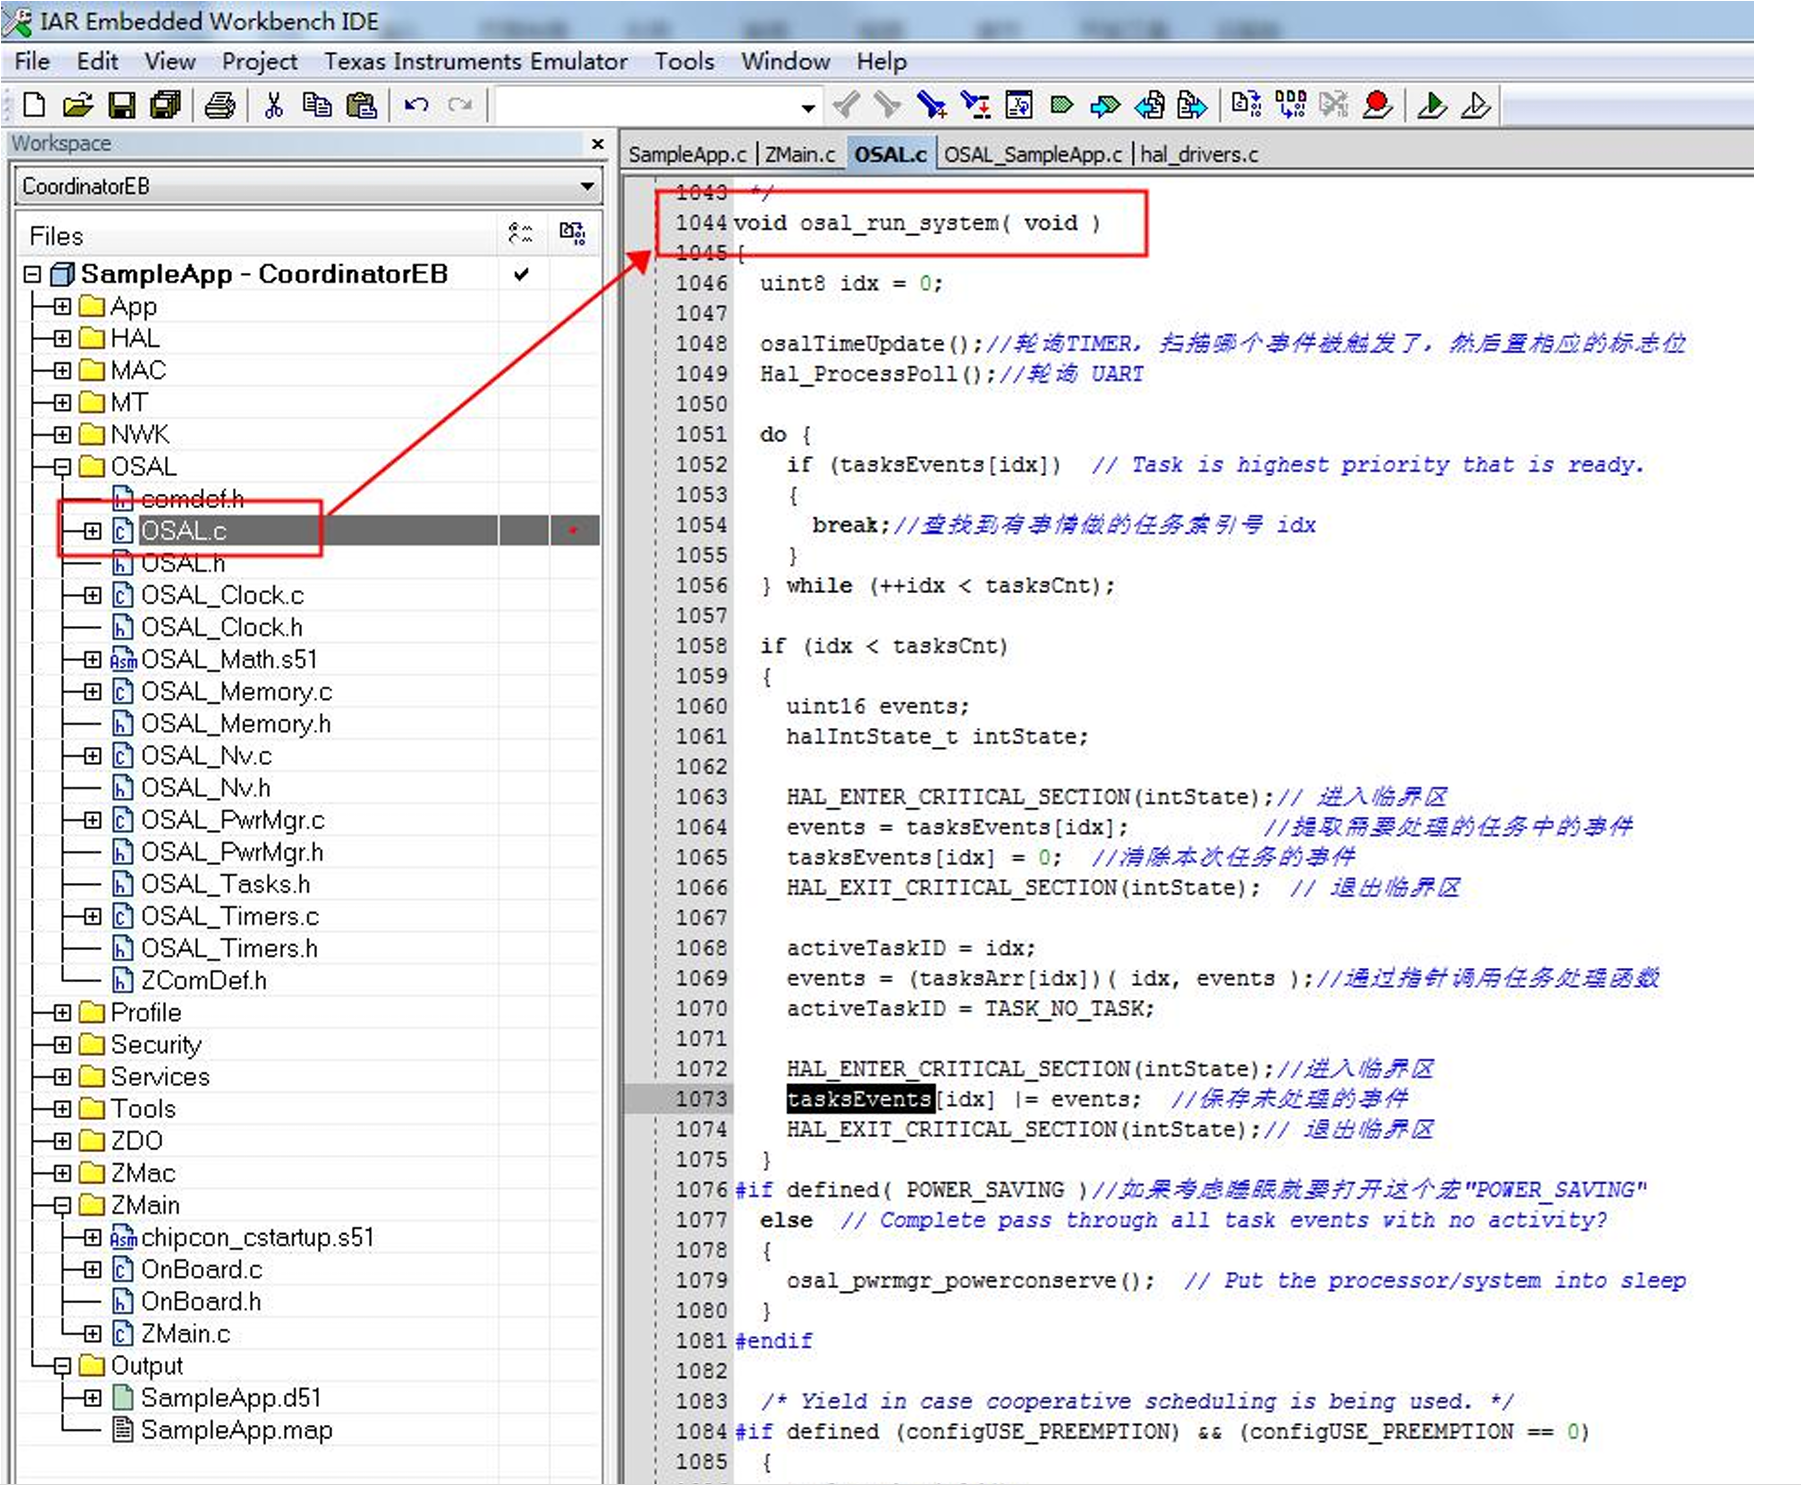 IAR Embedded Workbench IDE
File Edit View Project Texas Instruments Emulator Tools Window Help
Workspace
CoordinatorEB
Files
SampleApp - CoordinatorEB
App
HAL
MAC
MT
NWK
OSAL
comdef.h
OSAL.c
OSAL.h
OSAL_Clock.c
OSAL_Clock.h
OSAL_Math.s51
OSAL_Memory.c
OSAL_Memory.h
OSAL_Nv.c
OSAL_Nv.h
OSAL_PwrMgr.c
OSAL_PwrMgr.h
OSAL_Tasks.h
OSAL_Timers.c
OSAL_Timers.h
ZComDef.h
Profile
Security
Services
Tools
ZDO
ZMac
ZMain
chipcon_cstartup.s51
OnBoard.c
OnBoard.h
ZMain.c
Output
SampleApp.d51
SampleApp.map
SampleApp.c ZMain.c OSAL.c OSAL_SampleApp.c hal_drivers.c
1043 */
1044 void osal_run_system( void )
1045 {
1046 uint8 idx = 0;
1047
1048 osalTimeUpdate();//轮询TIMER，扫描哪个事件被触发了，然后置相应的标志位
1049 Hal_ProcessPoll();//轮询 UART
1050
1051 do {
1052 if (tasksEvents[idx]) // Task is highest priority that is ready.
1053 {
1054 break;//查找到有事情做的任务索引号 idx
1055 }
1056 } while (++idx < tasksCnt);
1057
1058 if (idx < tasksCnt)
1059 {
1060 uint16 events;
1061 halIntState_t intState;
1062
1063 HAL_ENTER_CRITICAL_SECTION(intState);// 进入临界区
1064 events = tasksEvents[idx]; //提取需要处理的任务中的事件
1065 tasksEvents[idx] = 0; //清除本次任务的事件
1066 HAL_EXIT_CRITICAL_SECTION(intState); // 退出临界区
1067
1068 activeTaskID = idx;
1069 events = (tasksArr[idx])( idx, events );//通过指针调用任务处理函数
1070 activeTaskID = TASK_NO_TASK;
1071
1072 HAL_ENTER_CRITICAL_SECTION(intState);//进入临界区
1073 tasksEvents[idx] |= events; //保存未处理的事件
1074 HAL_EXIT_CRITICAL_SECTION(intState);// 退出临界区
1075 }
1076 #if defined( POWER_SAVING )//如果考虑睡眠就要打开这个宏"POWER_SAVING"
1077 else // Complete pass through all task events with no activity?
1078 {
1079 osal_pwrmgr_powerconserve(); // Put the processor/system into sleep
1080 }
1081 #endif
1082
1083 /* Yield in case cooperative scheduling is being used. */
1084 #if defined (configUSE_PREEMPTION) && (configUSE_PREEMPTION == 0)
1085 {